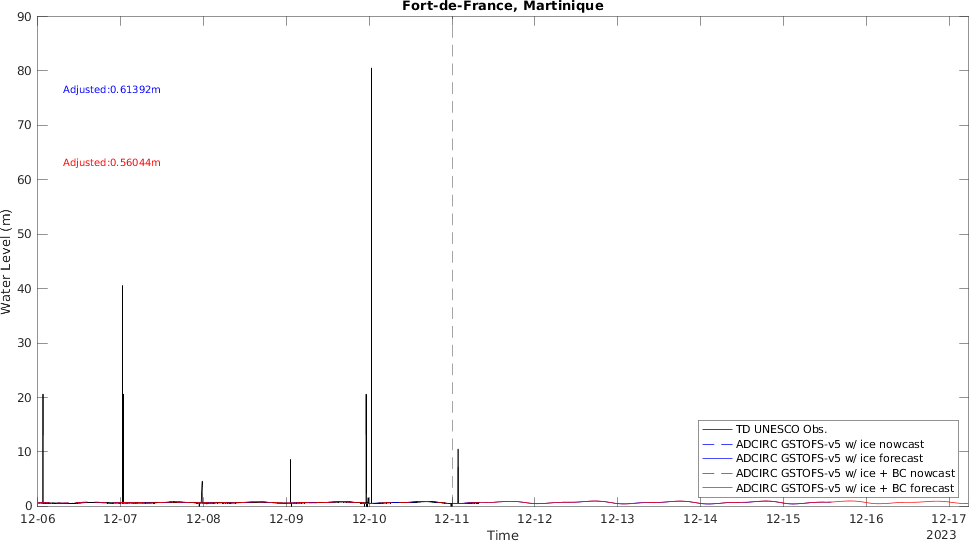 Fort-de-France, Martinique
90
80
70
60
50
40
30
20
10
0
Water Level (m)
Adjusted:0.61392m
Adjusted:0.56044m
TD UNESCO Obs.
ADCIRC GSTOFS-v5 w/ ice nowcast
ADCIRC GSTOFS-v5 w/ ice forecast
ADCIRC GSTOFS-v5 w/ ice + BC nowcast
ADCIRC GSTOFS-v5 w/ ice + BC forecast
12-06 12-07 12-08 12-09 12-10 12-11 12-12 12-13 12-14 12-15 12-16 12-17
Time
2023